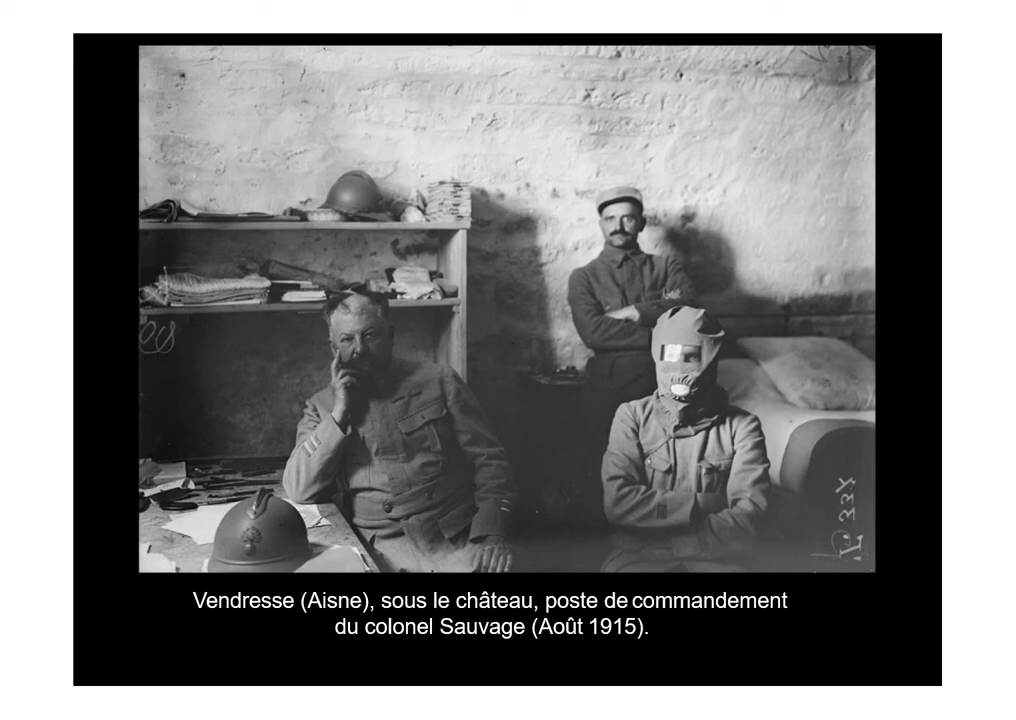 Vendresse (Aisne), sous le château, poste de commandement
du colonel Sauvage (Août 1915).